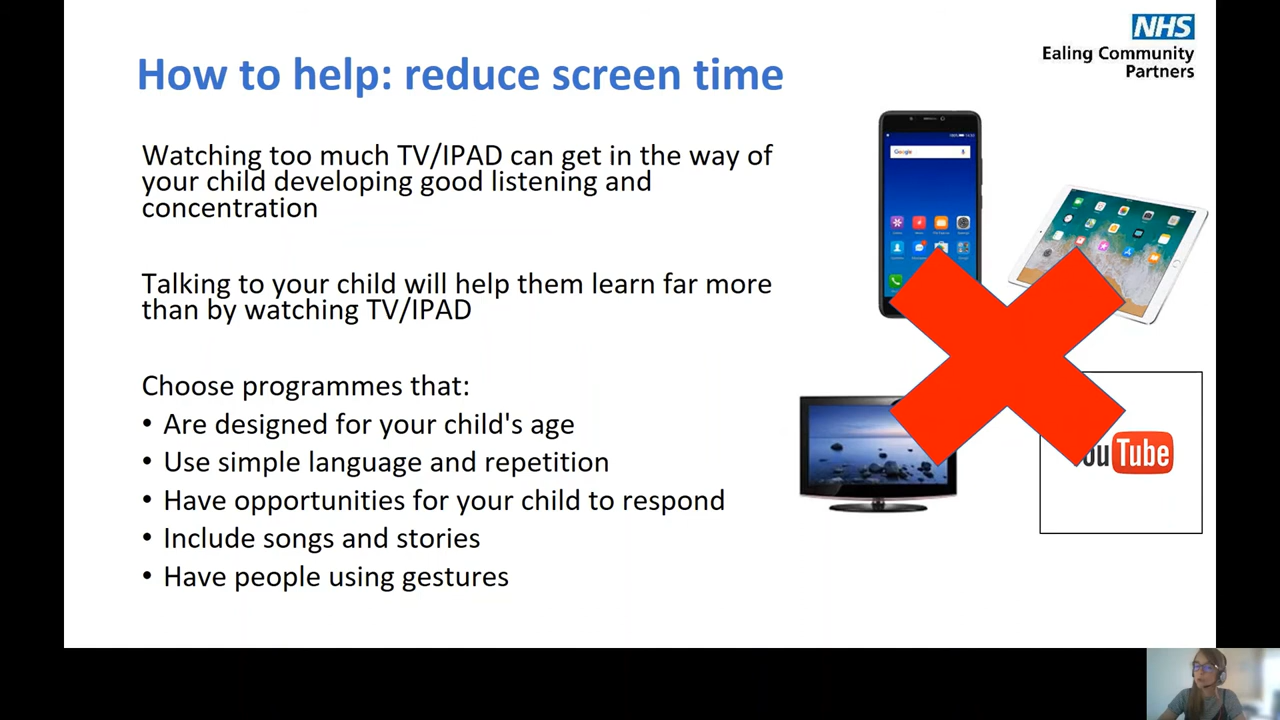 NHS
Ealing Community
Partners
How to help: reduce screen time
Watching too much TV/IPAD can get in the way of
your child developing good listening and
concentration
Talking to your child will help them learn far more
than by watching TV/IPAD
Choose programmes that:
• Are designed for your child's age
• Use simple language and repetition
• Have opportunities for your child to respond
• Include songs and stories
• Have people using gestures
Google
ouTube